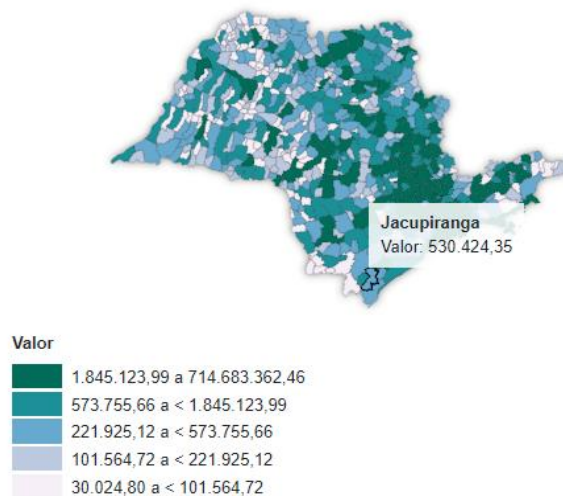 Jacupiranga
Valor: 530.424,35
Valor
1.845.123,99 a 714.683.362,46
573.755,66 a < 1.845.123,99
221.925,12 a < 573.755,66
101.564,72 a < 221.925,12
30.024,80 a < 101.564,72